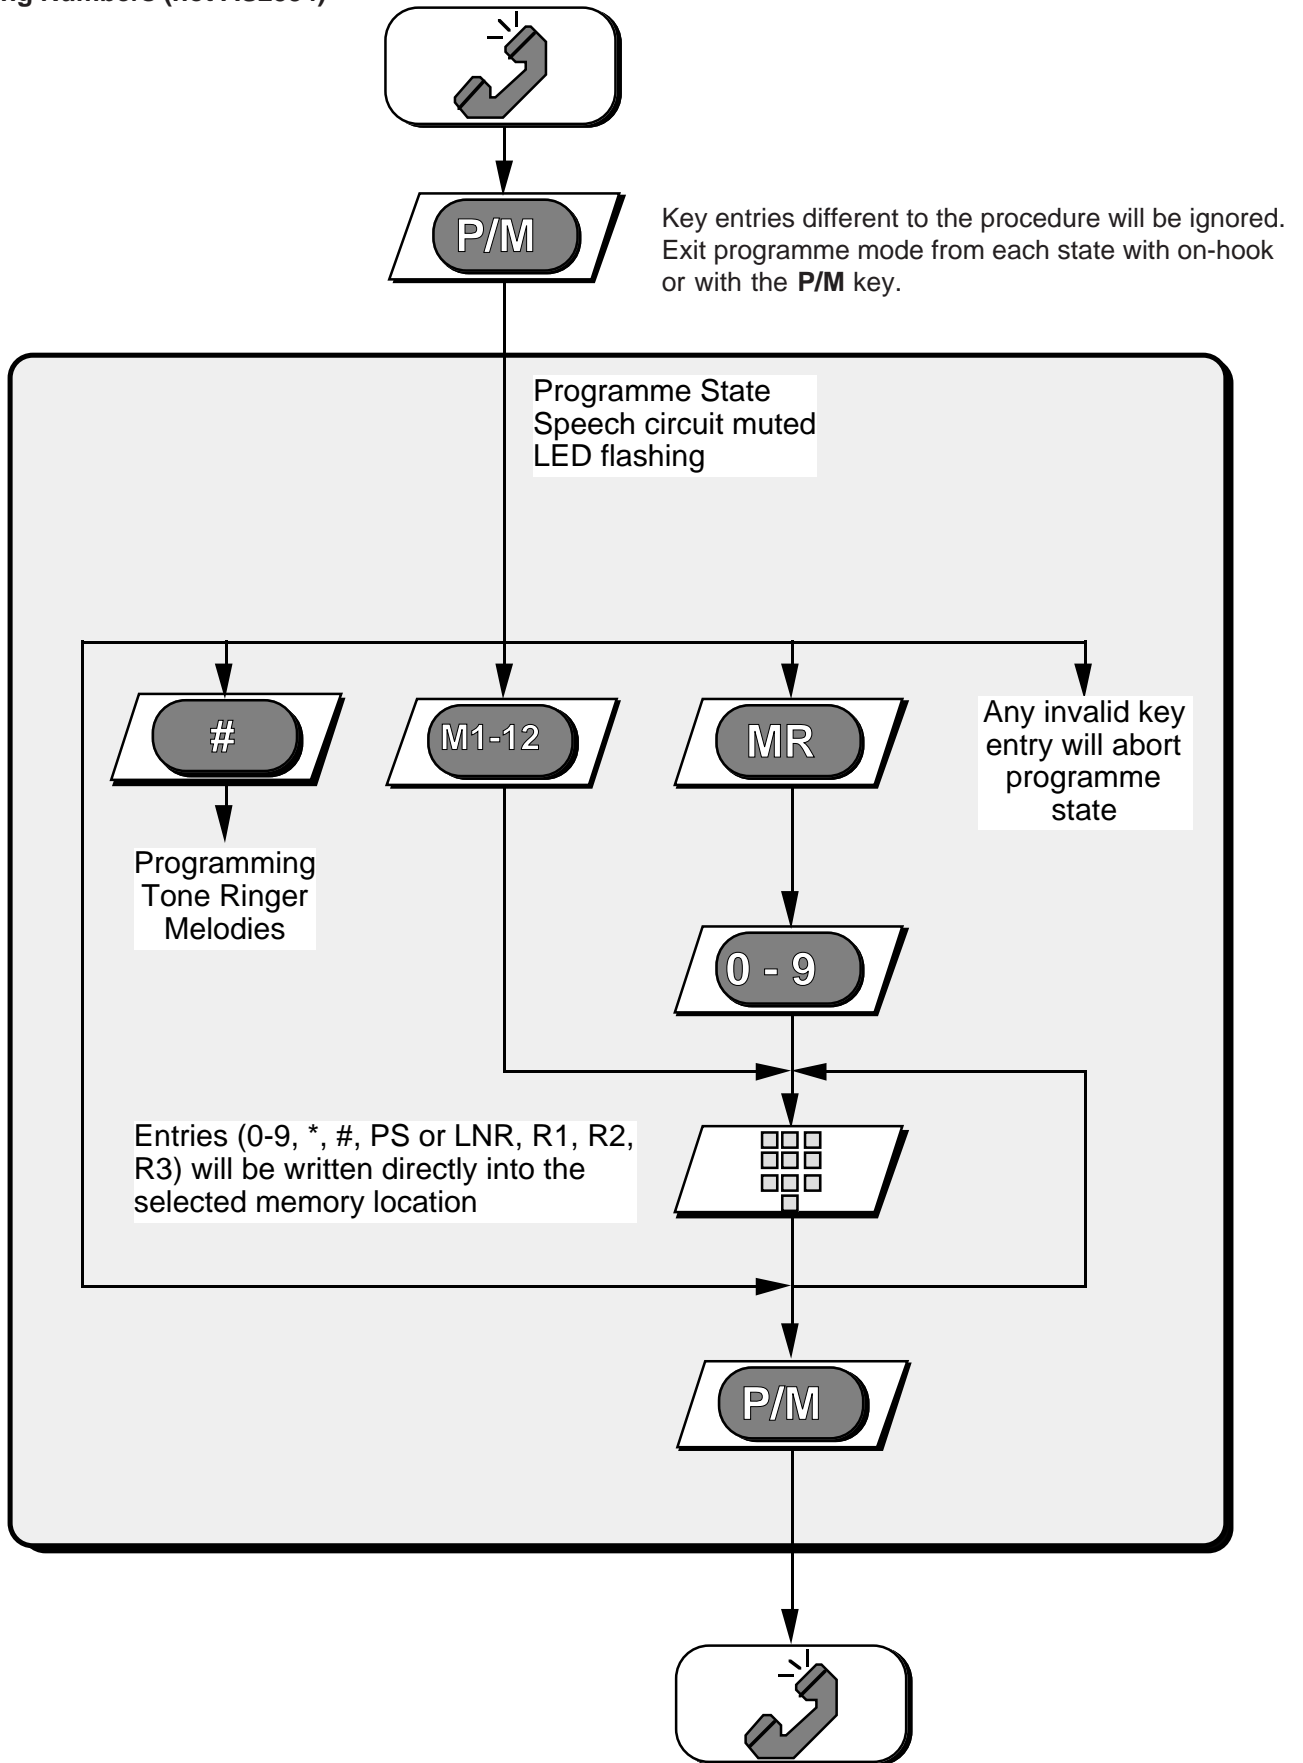 Numbers (not
P/M
Key entries different to the procedure will be ignored.
Exit programme mode from each state with on-hook
or with the P/M key.
Programme State
Speech circuit muted
LED flashing
#
M1-12
MR
Any invalid key
entry will abort
programme
state
Programming
Tone Ringer
Melodies
0 - 9
Entries (0-9, *, #, PS or LNR, R1, R2,
R3) will be written directly into the
selected memory location
P/M